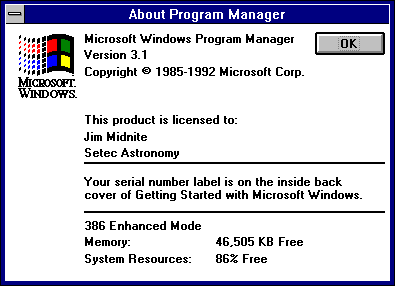 About Program Manager
Microsoft Windows Program Manager
OK
Version 3.1
Copyright © 1985-1992 Microsoft Corp.
MICROSOFT.
WINDOWS.
This product is licensed to:
Jim Midnite
Setec Astronomy
Your serial number label is on the inside back
cover of Getting Started with Microsoft Windows.
386 Enhanced Mode
Memory: 46,505 KB Free
System Resources: 86% Free